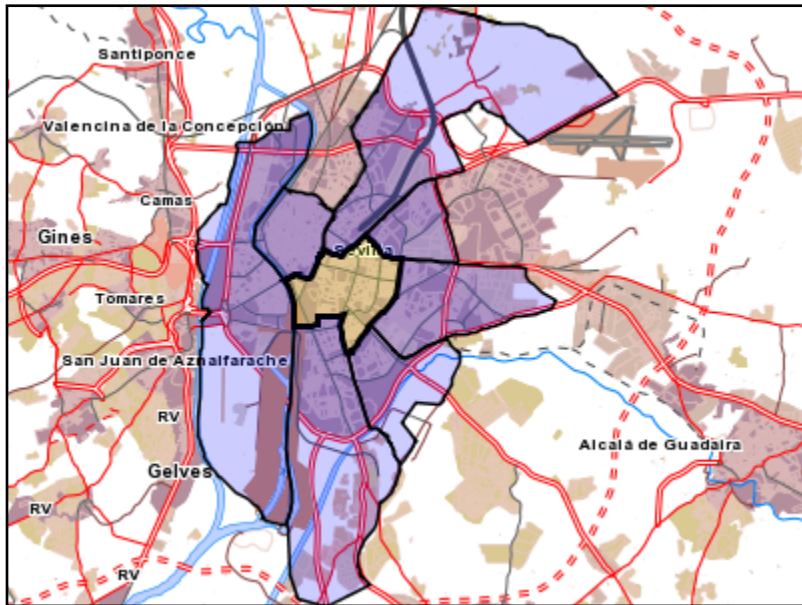 Santiponce
Valencina de la Concepción
Camas
Gines
Sevilla
Tomares
San Juan de Aznalfarache
RV
Alcalá de Guadaira
Gelves
RV
RV